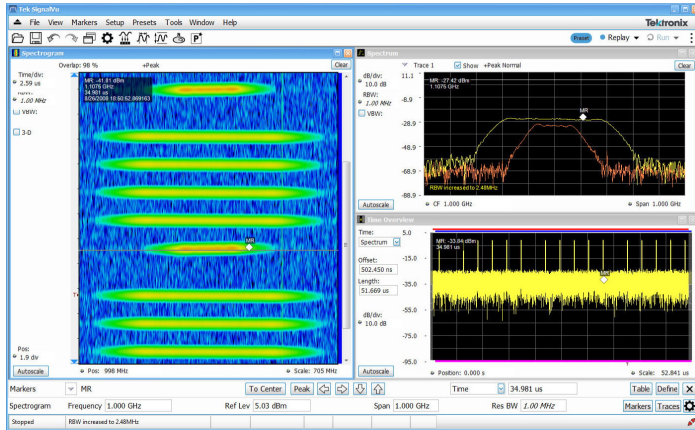 Tek SignalVu
File View Markers Setup Presets Tools Window Help
Tektronix
Preset Replay Run
Spectrogram
Overlap: 98 % +Peak Clear
Time/div:
2.59 us
RBW:
1.00 MHz
VBW:
3-D
MR: -41.81 dBm
1.1075 GHz
34.981 us
8/26/2008 18:50:52.869163
MR
T
Pos:
1.9 div
Autoscale Pos: 998 MHz Scale: 705 MHz
Spectrum
Trace 1 Show +Peak Normal Clear
dB/div:
10.0 dB
RBW:
1.00 MHz
VBW:
11.1
-8.9
-28.9
-48.9
-68.9
-88.9
MR: -27.42 dBm
1.1075 GHz
MR
RBW increased to 2.48MHz
Autoscale CF 1.000 GHz Span 1.000 GHz
Time Overview
Time:
Spectrum
Offset:
502.450 ns
Length:
51.669 us
dB/div:
10.0 dB
5.0
-15.0
-35.0
-55.0
-75.0
-95.0
MR: -33.84 dBm
34.981 us
MR
Autoscale Position: 0.000 s Scale: 52.841 us
Markers MR To Center Peak Time 34.981 us Table Define
Spectrogram Frequency 1.000 GHz Ref Lev 5.03 dBm Span 1.000 GHz Res BW 1.00 MHz Markers Traces
Stopped RBW increased to 2.48MHz